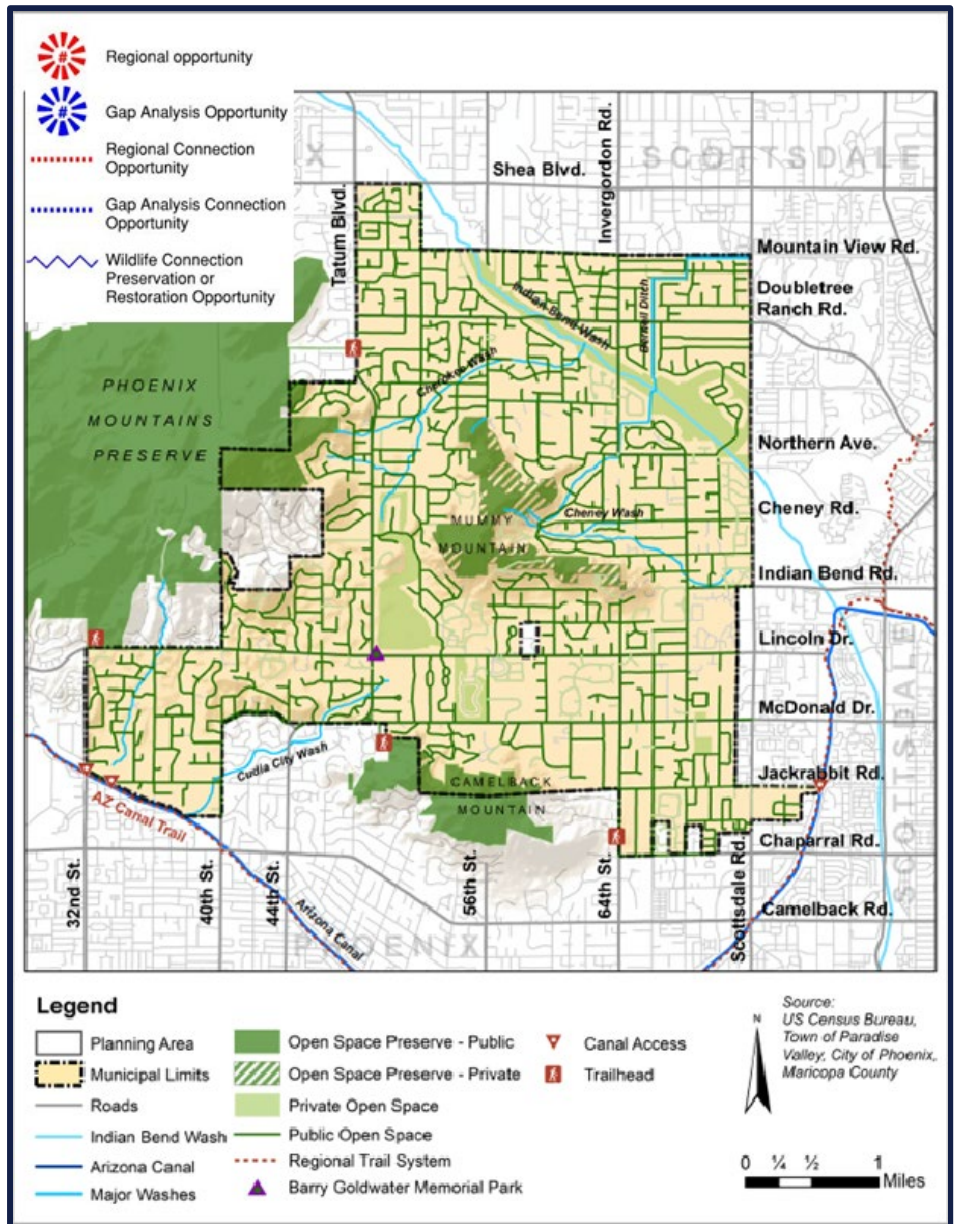 #
Regional opportunity
#
Gap Analysis Opportunity
Regional Connection
Opportunity
Gap Analysis Connection
Opportunity
Wildlife Connection
Preservation or
Restoration Opportunity
X
SCOTTSDALE
Shea Blvd.
Invergordon Rd.
Tatum Blvd.
Mountain View Rd.
Doubletree
Ranch Rd.
Indian Bend Wash
Berneil Ditch
Cherokee Wash
PHOENIX
MOUNTAINS
PRESERVE
Northern Ave.
Cheney Rd.
Cheney Wash
MUMMY
MOUNTAIN
Indian Bend Rd.
Lincoln Dr.
McDonald Dr.
Cudia City Wash
Jackrabbit Rd.
CAMELBACK
MOUNTAIN
AZ Canal Trail
Chaparral Rd.
32nd St.
40th St.
44th St.
56th St.
64th St.
Scottsdale Rd.
Camelback Rd.
Arizona Canal
PHOENIX
SCOTTSDALE
Legend
Planning Area
Municipal Limits
Roads
Indian Bend Wash
Arizona Canal
Major Washes
Open Space Preserve - Public
Open Space Preserve - Private
Private Open Space
Public Open Space
Regional Trail System
Barry Goldwater Memorial Park
Canal Access
Trailhead
N
Source:
US Census Bureau,
Town of Paradise
Valley, City of Phoenix,
Maricopa County
0 ¼ ½ 1
Miles